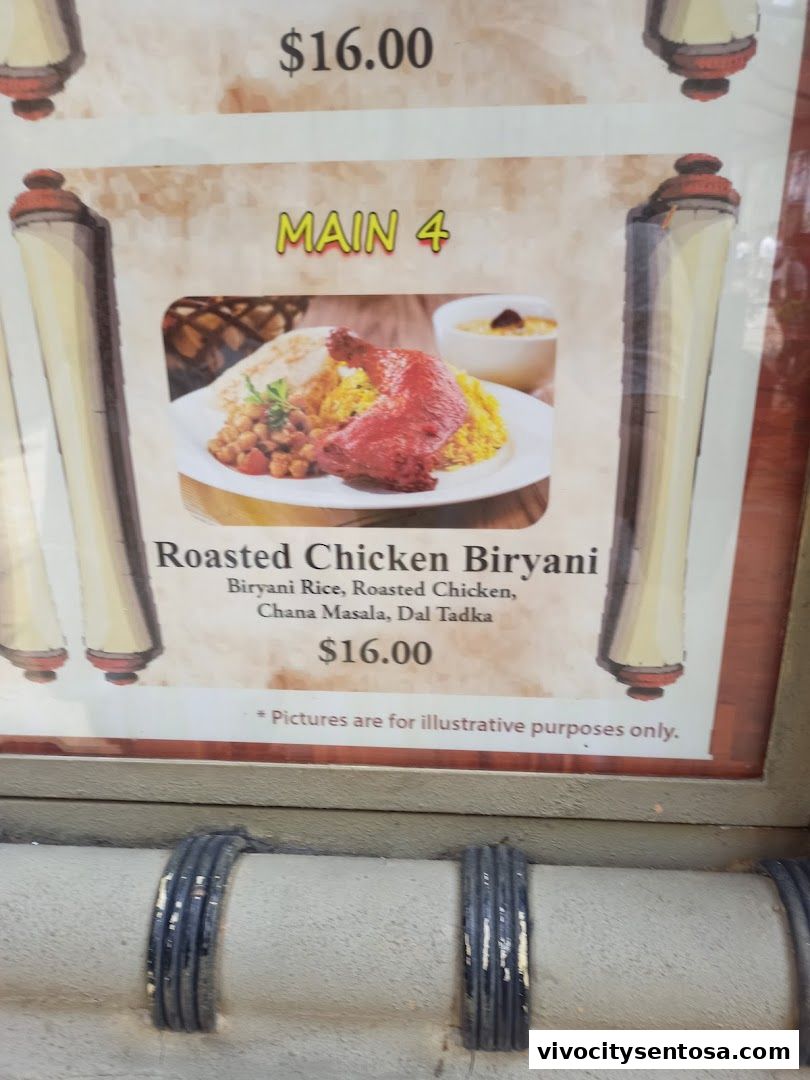 $16.00
MAIN 4
Roasted Chicken Biryani
Biryani Rice, Roasted Chicken,
Chana Masala, Dal Tadka
$16.00
* Pictures are for illustrative purposes only.
vivocitysentosa.com